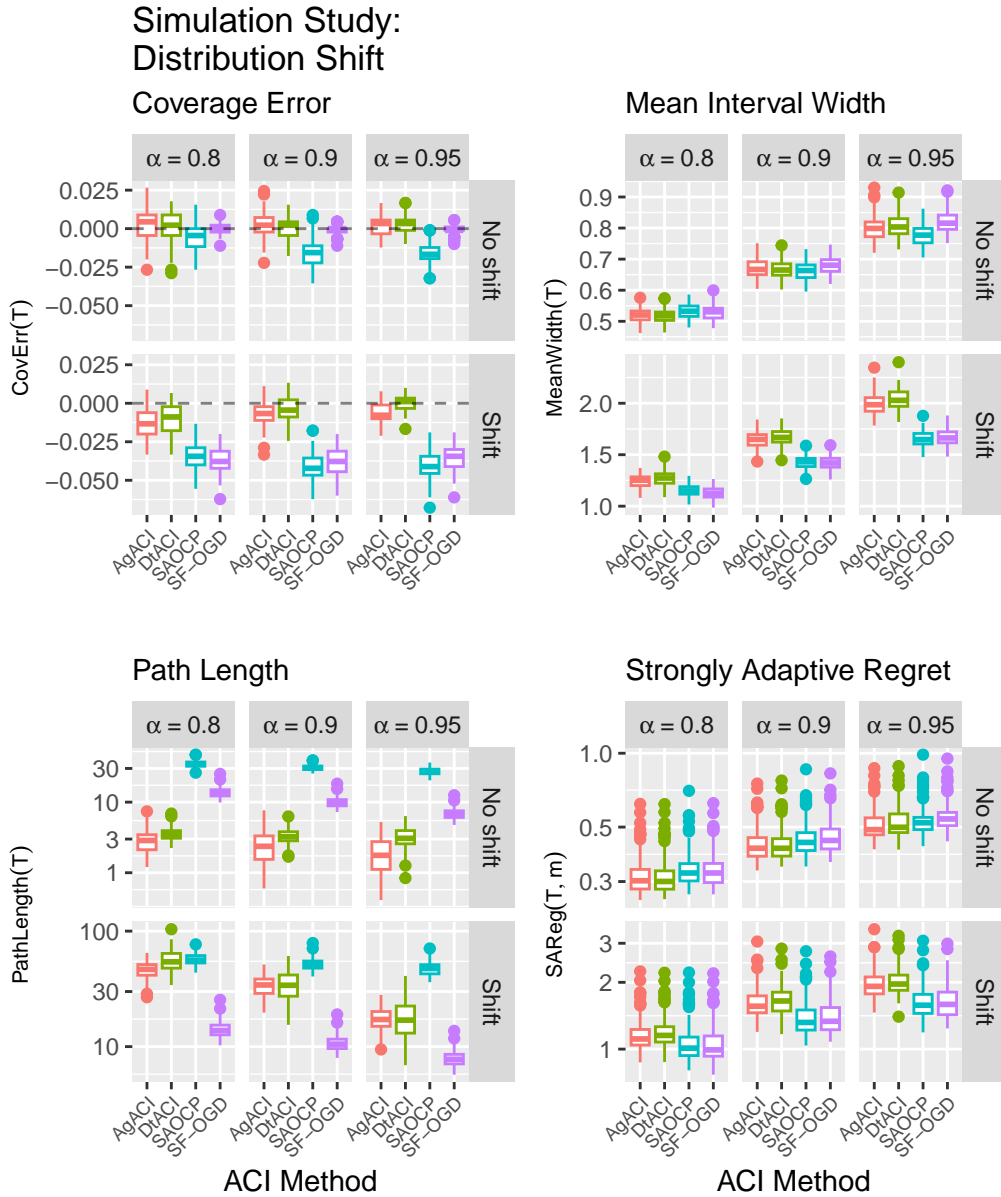 Simulation Study:
Distribution Shift
Coverage Error
α = 0.8
α = 0.9
α = 0.95
CovErr(T)
0.025
0.000
−0.025
−0.050
No shift
0.025
0.000
−0.025
−0.050
Shift
AgACI
DtACI
SAOCP
SF−OGD
AgACI
DtACI
SAOCP
SF−OGD
AgACI
DtACI
SAOCP
SF−OGD
Mean Interval Width
α = 0.8
α = 0.9
α = 0.95
MeanWidth(T)
0.9
0.8
0.7
0.6
0.5
No shift
2.0
1.5
1.0
Shift
AgACI
DtACI
SAOCP
SF−OGD
AgACI
DtACI
SAOCP
SF−OGD
AgACI
DtACI
SAOCP
SF−OGD
Path Length
α = 0.8
α = 0.9
α = 0.95
PathLength(T)
30
10
3
1
No shift
100
30
10
Shift
AgACI
DtACI
SAOCP
SF−OGD
AgACI
DtACI
SAOCP
SF−OGD
AgACI
DtACI
SAOCP
SF−OGD
ACI Method
Strongly Adaptive Regret
α = 0.8
α = 0.9
α = 0.95
SAReg(T, m)
1.0
0.5
0.3
No shift
3
2
1
Shift
AgACI
DtACI
SAOCP
SF−OGD
AgACI
DtACI
SAOCP
SF−OGD
AgACI
DtACI
SAOCP
SF−OGD
ACI Method